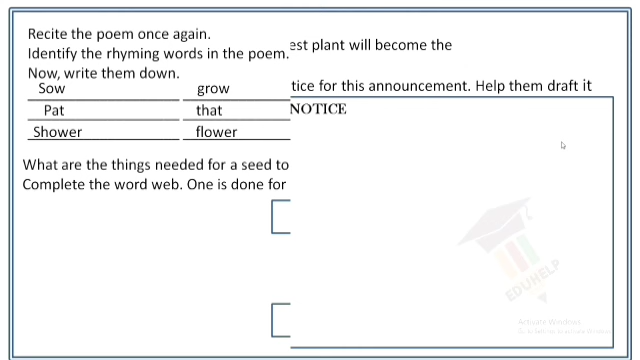 Recite the poem once again.
Identify the rhyming words in the poem.
Now, write them down.
Sow grow
Pat that
Shower flower
What are the things needed for a seed to
Complete the word web. One is done for
est plant will become the
tice for this announcement. Help them draft it
NOTICE
EDUHELP
Activate Windows